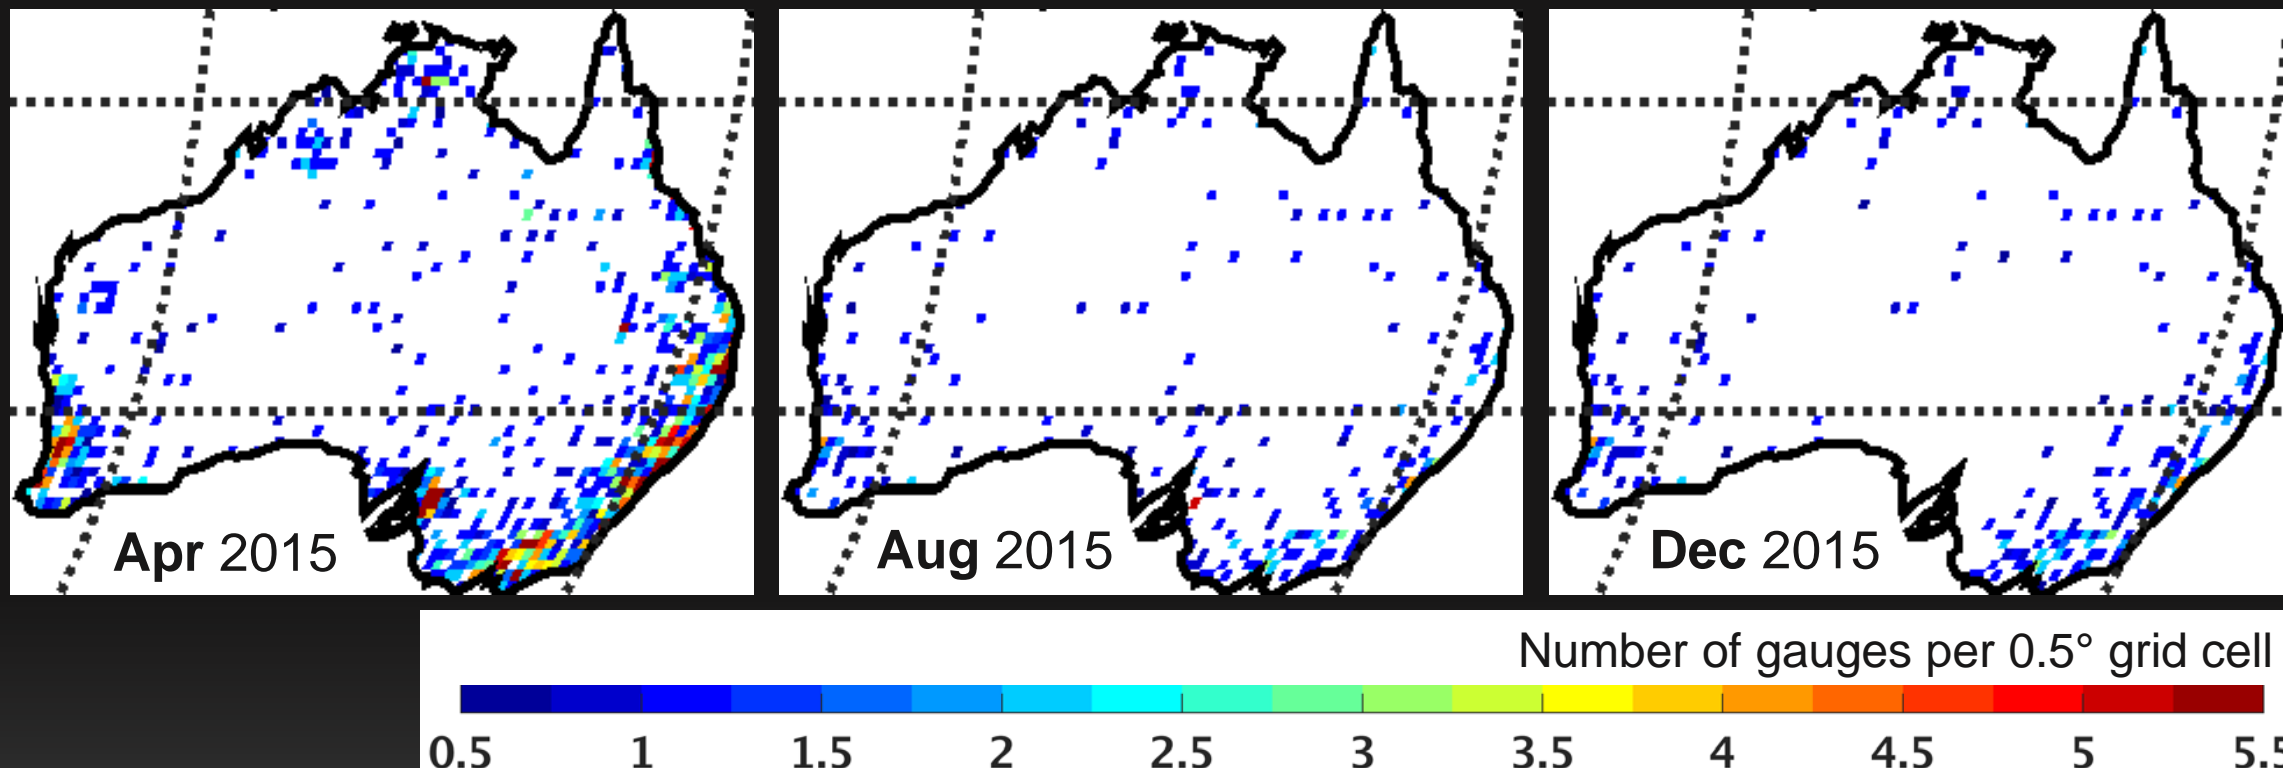 Apr 2015
Aug 2015
Dec 2015
Number of gauges per 0.5° grid cell
0.5 1 1.5 2 2.5 3 3.5 4 4.5 5 5.5